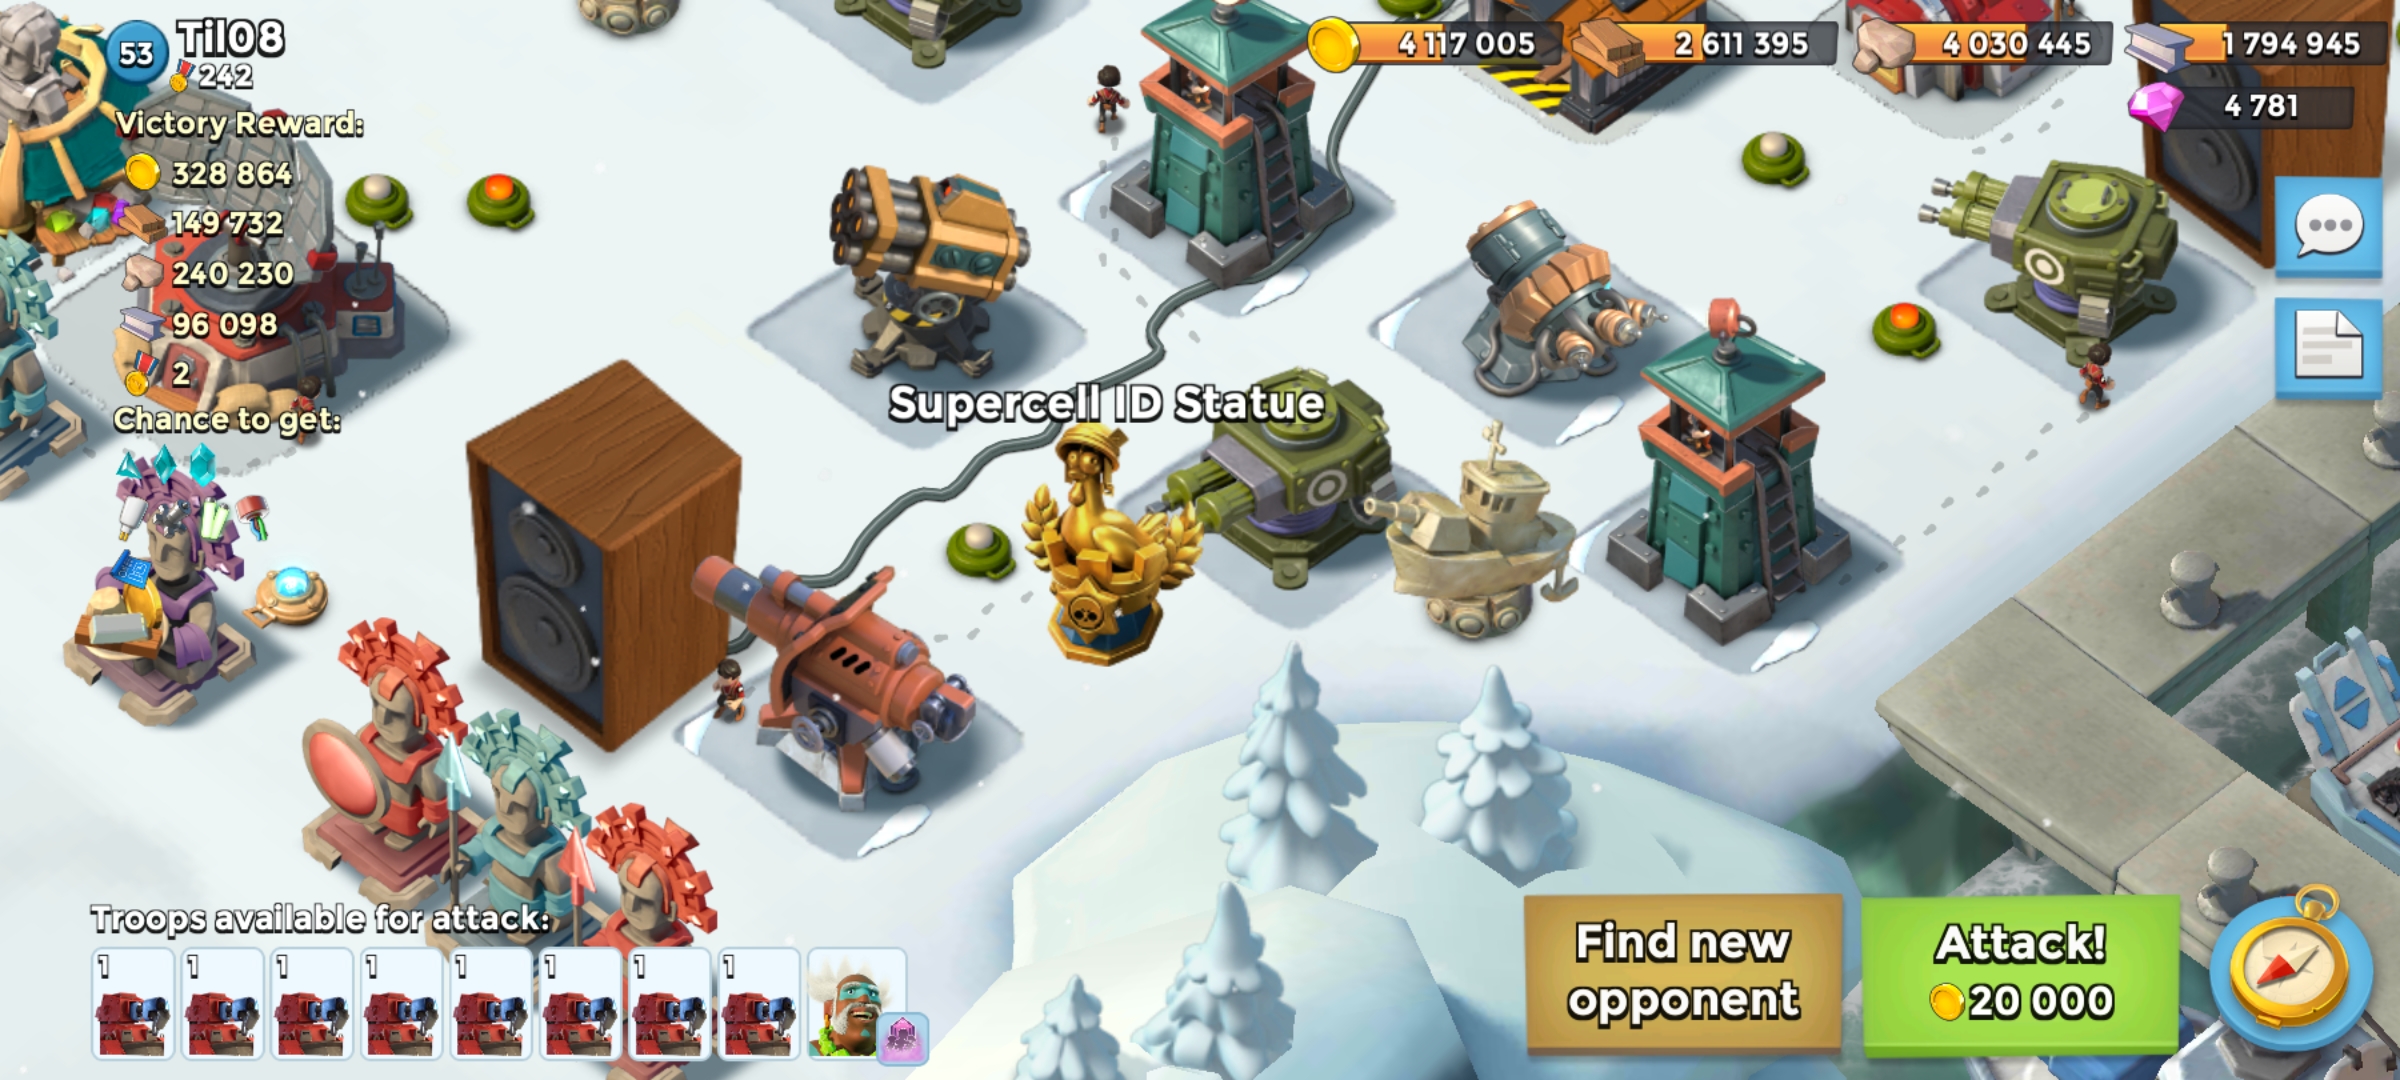 53
Til08
242
Victory Reward:
328 864
149 732
240 230
96 098
2
Chance to get:
4 117 005
2 611 395
4 030 445
1 794 945
4 781
Supercell ID Statue
Troops available for attack:
1 1 1 1 1 1 1 1
Find new
opponent
Attack!
20 000